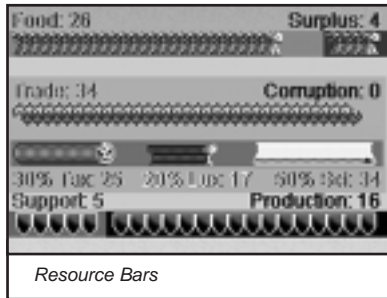 Food: 26 Surplus: 4
Trade: 34 Corruption: 0
30% Tax: 25 20% Lux: 17 50% Sci: 34
Support: 5 Production: 16
Resource Bars